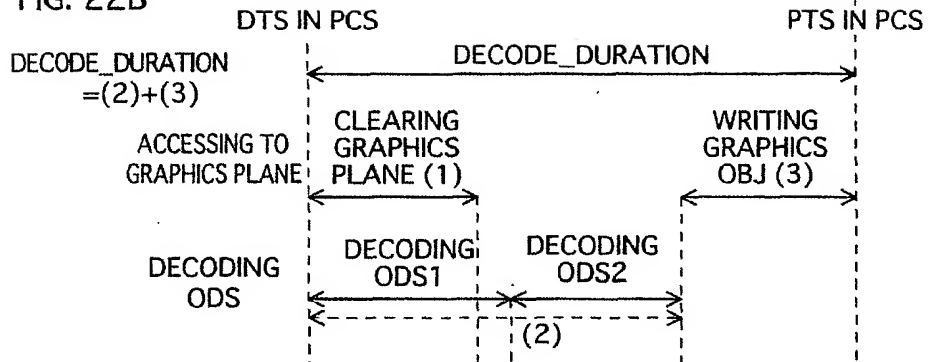 FIG. 22B
DTS IN PCS
PTS IN PCS
DECODE_DURATION
=(2)+(3)
DECODE_DURATION
ACCESSING TO
GRAPHICS PLANE
CLEARING
GRAPHICS
PLANE (1)
WRITING
GRAPHICS
OBJ (3)
DECODING
ODS
DECODING
ODS1
DECODING
ODS2
(2)